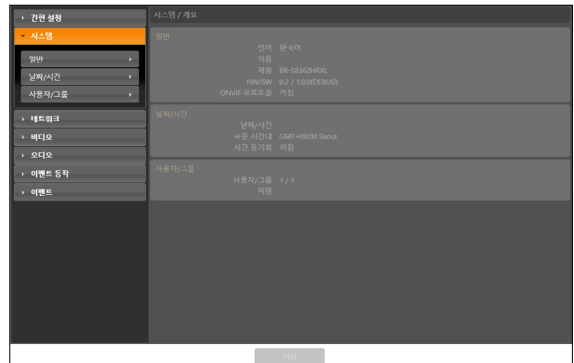 간편 설정
시스템
일반
날짜/시간
사용자/그룹
네트워크
비디오
오디오
이벤트 동작
이벤트
시스템 / 개요
일반
언어 한국어
이름
제품 BR-S8362HRXL
HW/SW 0.2 / 1.0.0(DEBUG)
ONVIF 프로토콜 꺼짐
날짜/시간
날짜/시간
표준 시간대 GMT+09:00 Seoul
시간 동기화 꺼짐
사용자/그룹
사용자/그룹 1 / 1
익명